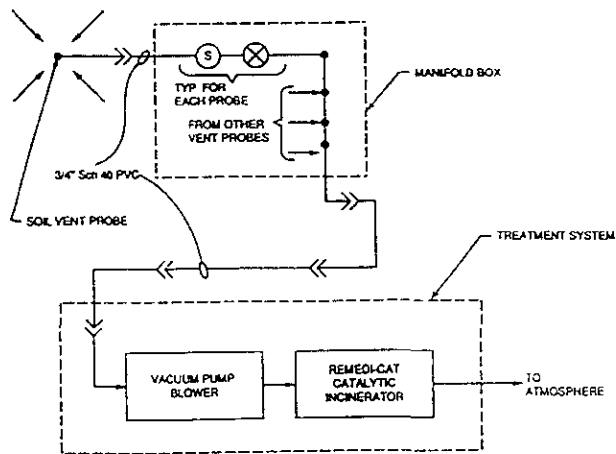 S
TYP FOR
EACH PROBE
MANIFOLD BOX
FROM OTHER
VENT PROBES
3/4" Sch 40 PVC
SOIL VENT PROBE
TREATMENT SYSTEM
VACUUM PUMP
BLOWER
REMEDI-CAT
CATALYTIC
INCINERATOR
TO
ATMOSPHERE